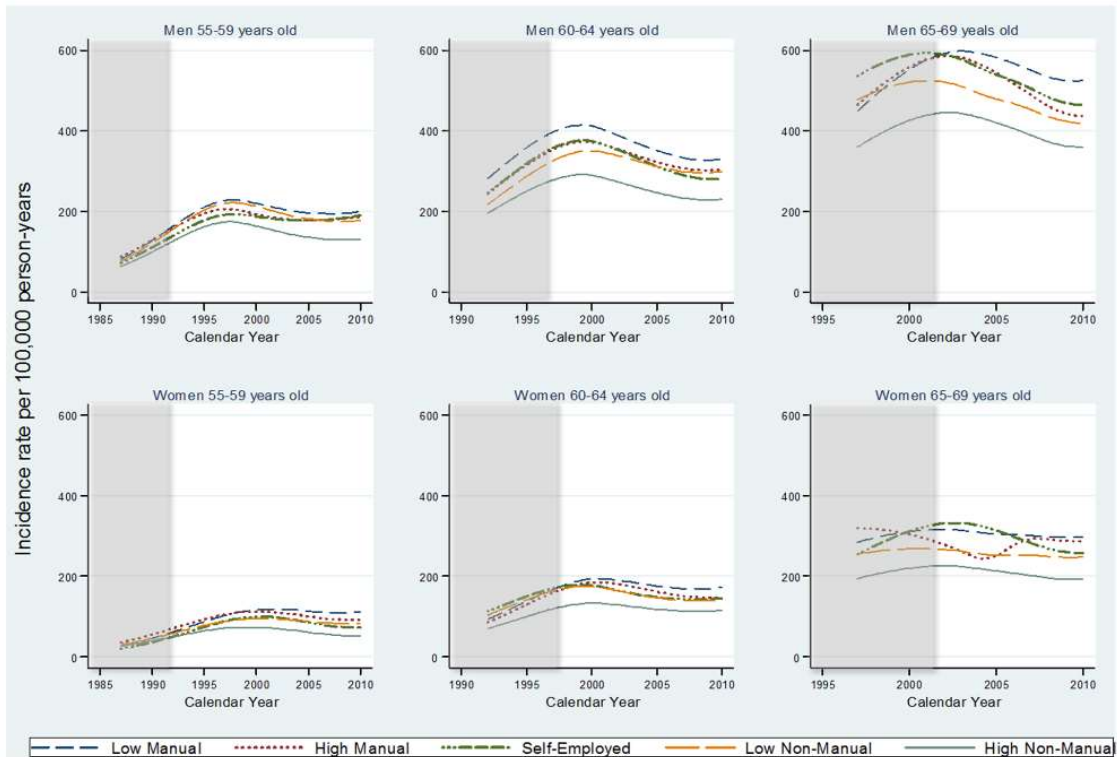 Incidence rate per 100,000 person-years
Men 55-59 years old
600
400
200
0
1985 1990 1995 2000 2005 2010
Calendar Year
Men 60-64 years old
600
400
200
0
1990 1995 2000 2005 2010
Calendar Year
Men 65-69 yeals old
600
400
200
0
1995 2000 2005 2010
Calendar Year
Women 55-59 years old
600
400
200
0
1985 1990 1995 2000 2005 2010
Calendar Year
Women 60-64 years old
600
400
200
0
1990 1995 2000 2005 2010
Calendar Year
Women 65-69 years old
600
400
200
0
1995 2000 2005 2010
Calendar Year
Low Manual High Manual Self-Employed Low Non-Manual High Non-Manual